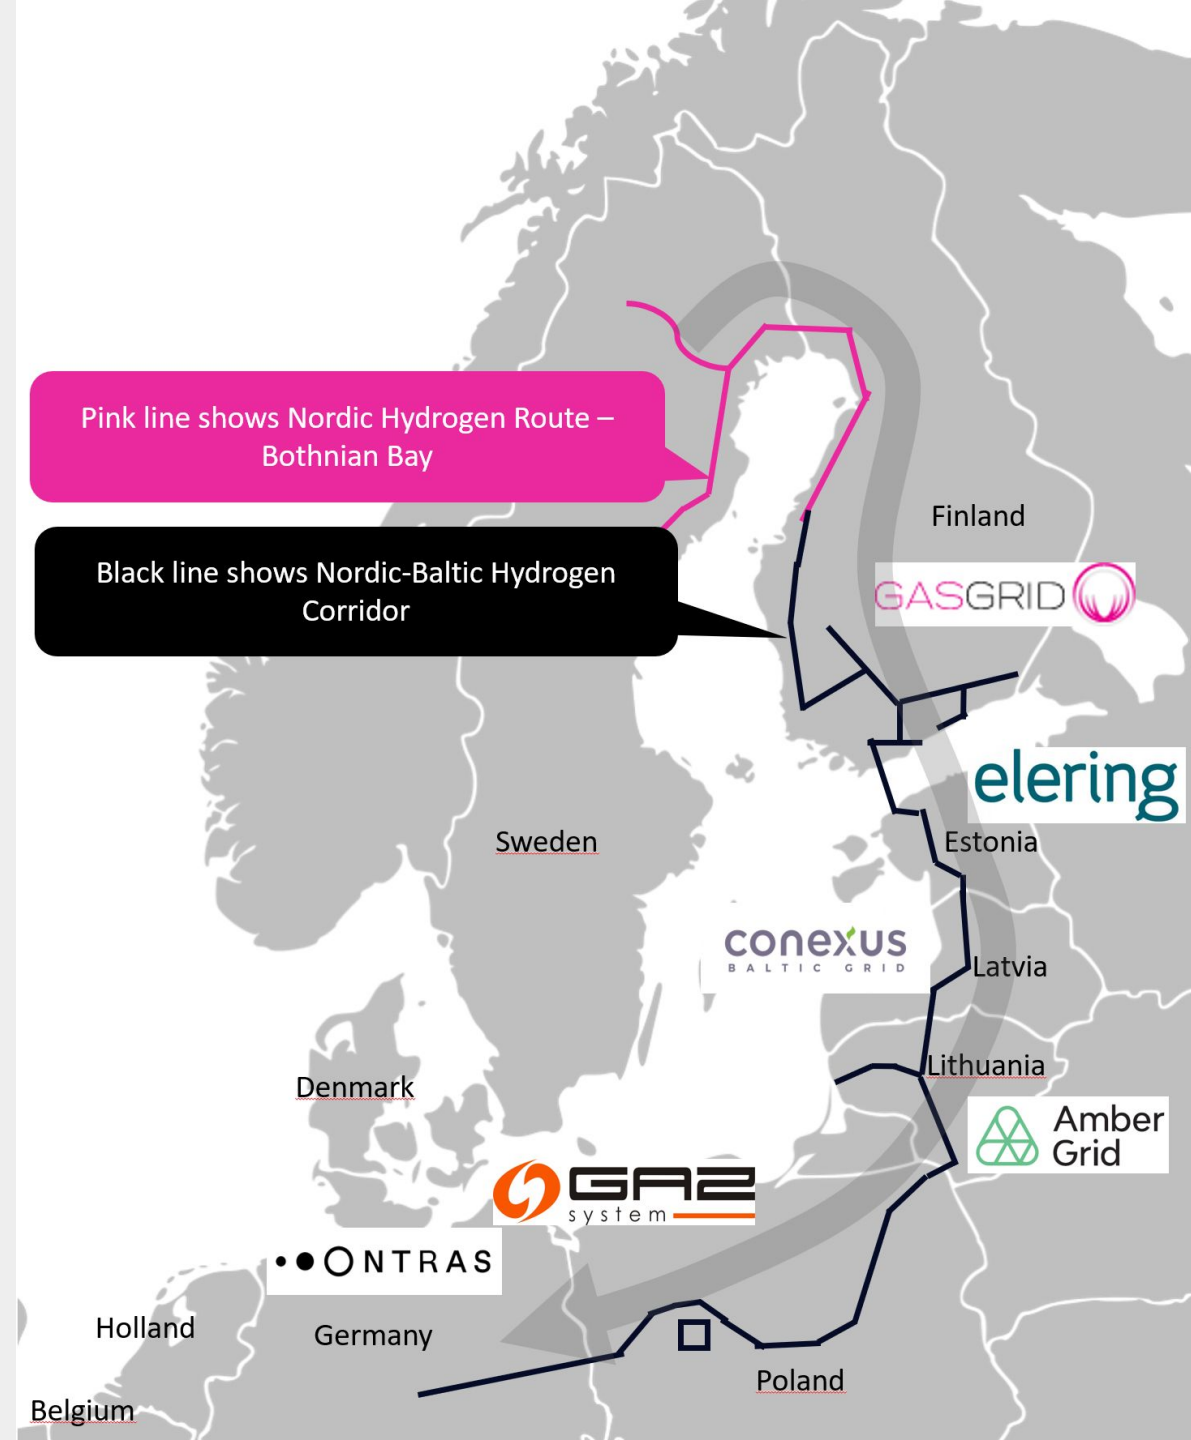 Pink line shows Nordic Hydrogen Route –
Bothnian Bay
Finland
Black line shows Nordic-Baltic Hydrogen
Corridor
GASGRID
elering
Sweden
Estonia
conexus
BALTIC GRID
Latvia
Lithuania
Denmark
Amber
Grid
GAZ
system
ONTRAS
Holland
Germany
Poland
Belgium